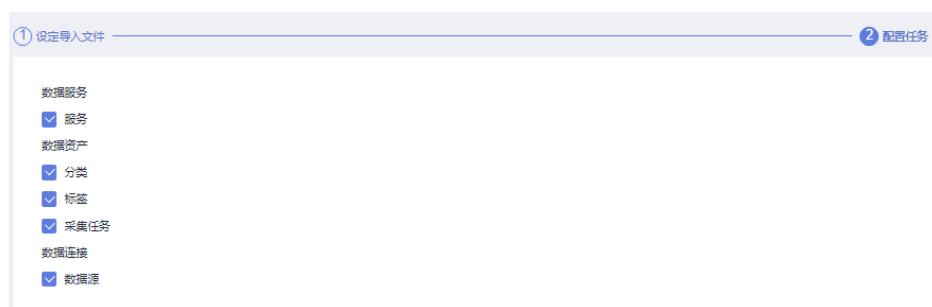 1 设定导入文件 2 配置任务
数据服务
服务
数据资产
分类
标签
采集任务
数据连接
数据源